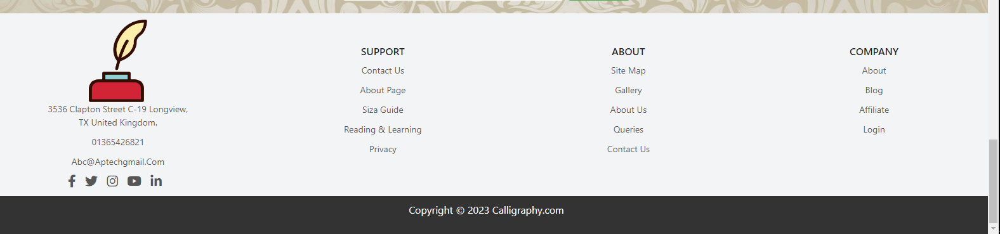 3536 Clapton Street C-19 Longview,
TX United Kingdom.
01365426821
Abc@Aptechgmail.Com
SUPPORT
Contact Us
About Page
Siza Guide
Reading & Learning
Privacy
ABOUT
Site Map
Gallery
About Us
Queries
Contact Us
COMPANY
About
Blog
Affiliate
Login
Copyright © 2023 Calligraphy.com